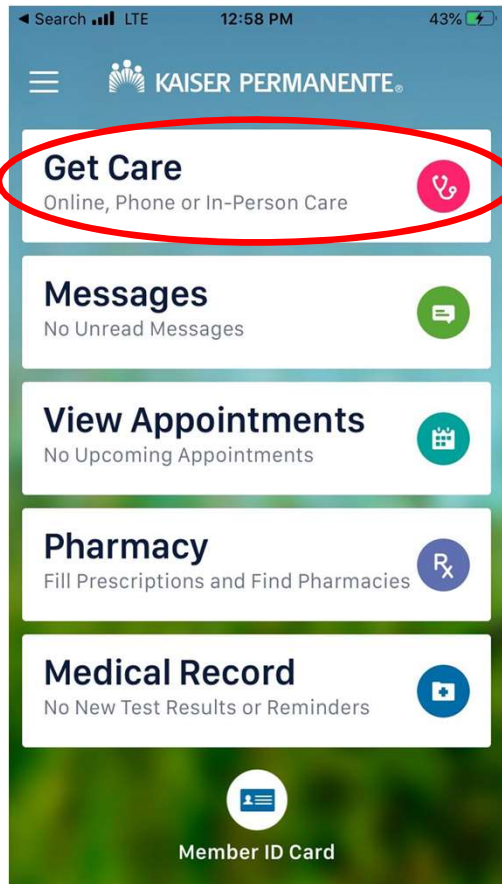 ◄ Search LTE 12:58 PM 43%
KAISER PERMANENTE®
Get Care
Online, Phone or In-Person Care
Messages
No Unread Messages
View Appointments
No Upcoming Appointments
Pharmacy
Fill Prescriptions and Find Pharmacies
Rx
Medical Record
No New Test Results or Reminders
Member ID Card